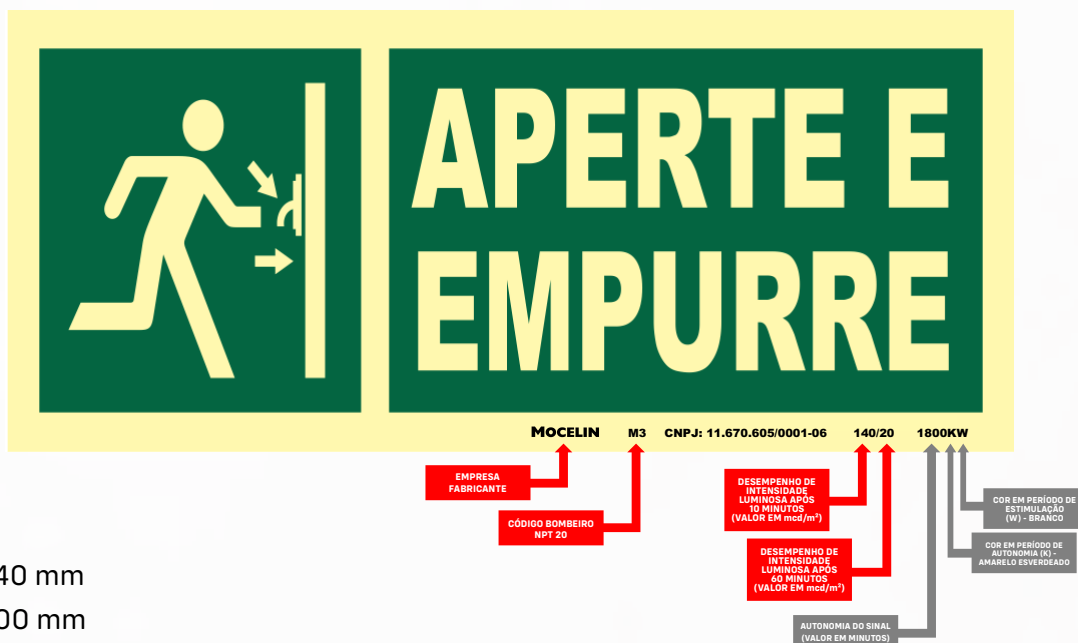 APERTE E
EMPURRE
MOCELIN M3 CNPJ: 11.670.605/0001-06 140/20 1800KW
EMPRESA
FABRICANTE
CÓDIGO BOMBEIRO
NPT 20
DESEMPENHO DE
INTENSIDADE
LUMINOSA APÓS
10 MINUTOS
(VALOR EM mcd/m²)
DESEMPENHO DE
INTENSIDADE
LUMINOSA APÓS
60 MINUTOS
(VALOR EM mcd/m²)
COR EM PERÍODO DE
ESTIMULAÇÃO
(W) - BRANCO
COR EM PERÍODO DE
AUTONOMIA (K) -
AMARELO ESVERDEADO
AUTONOMIA DO SINAL
(VALOR EM MINUTOS)
40 mm
00 mm